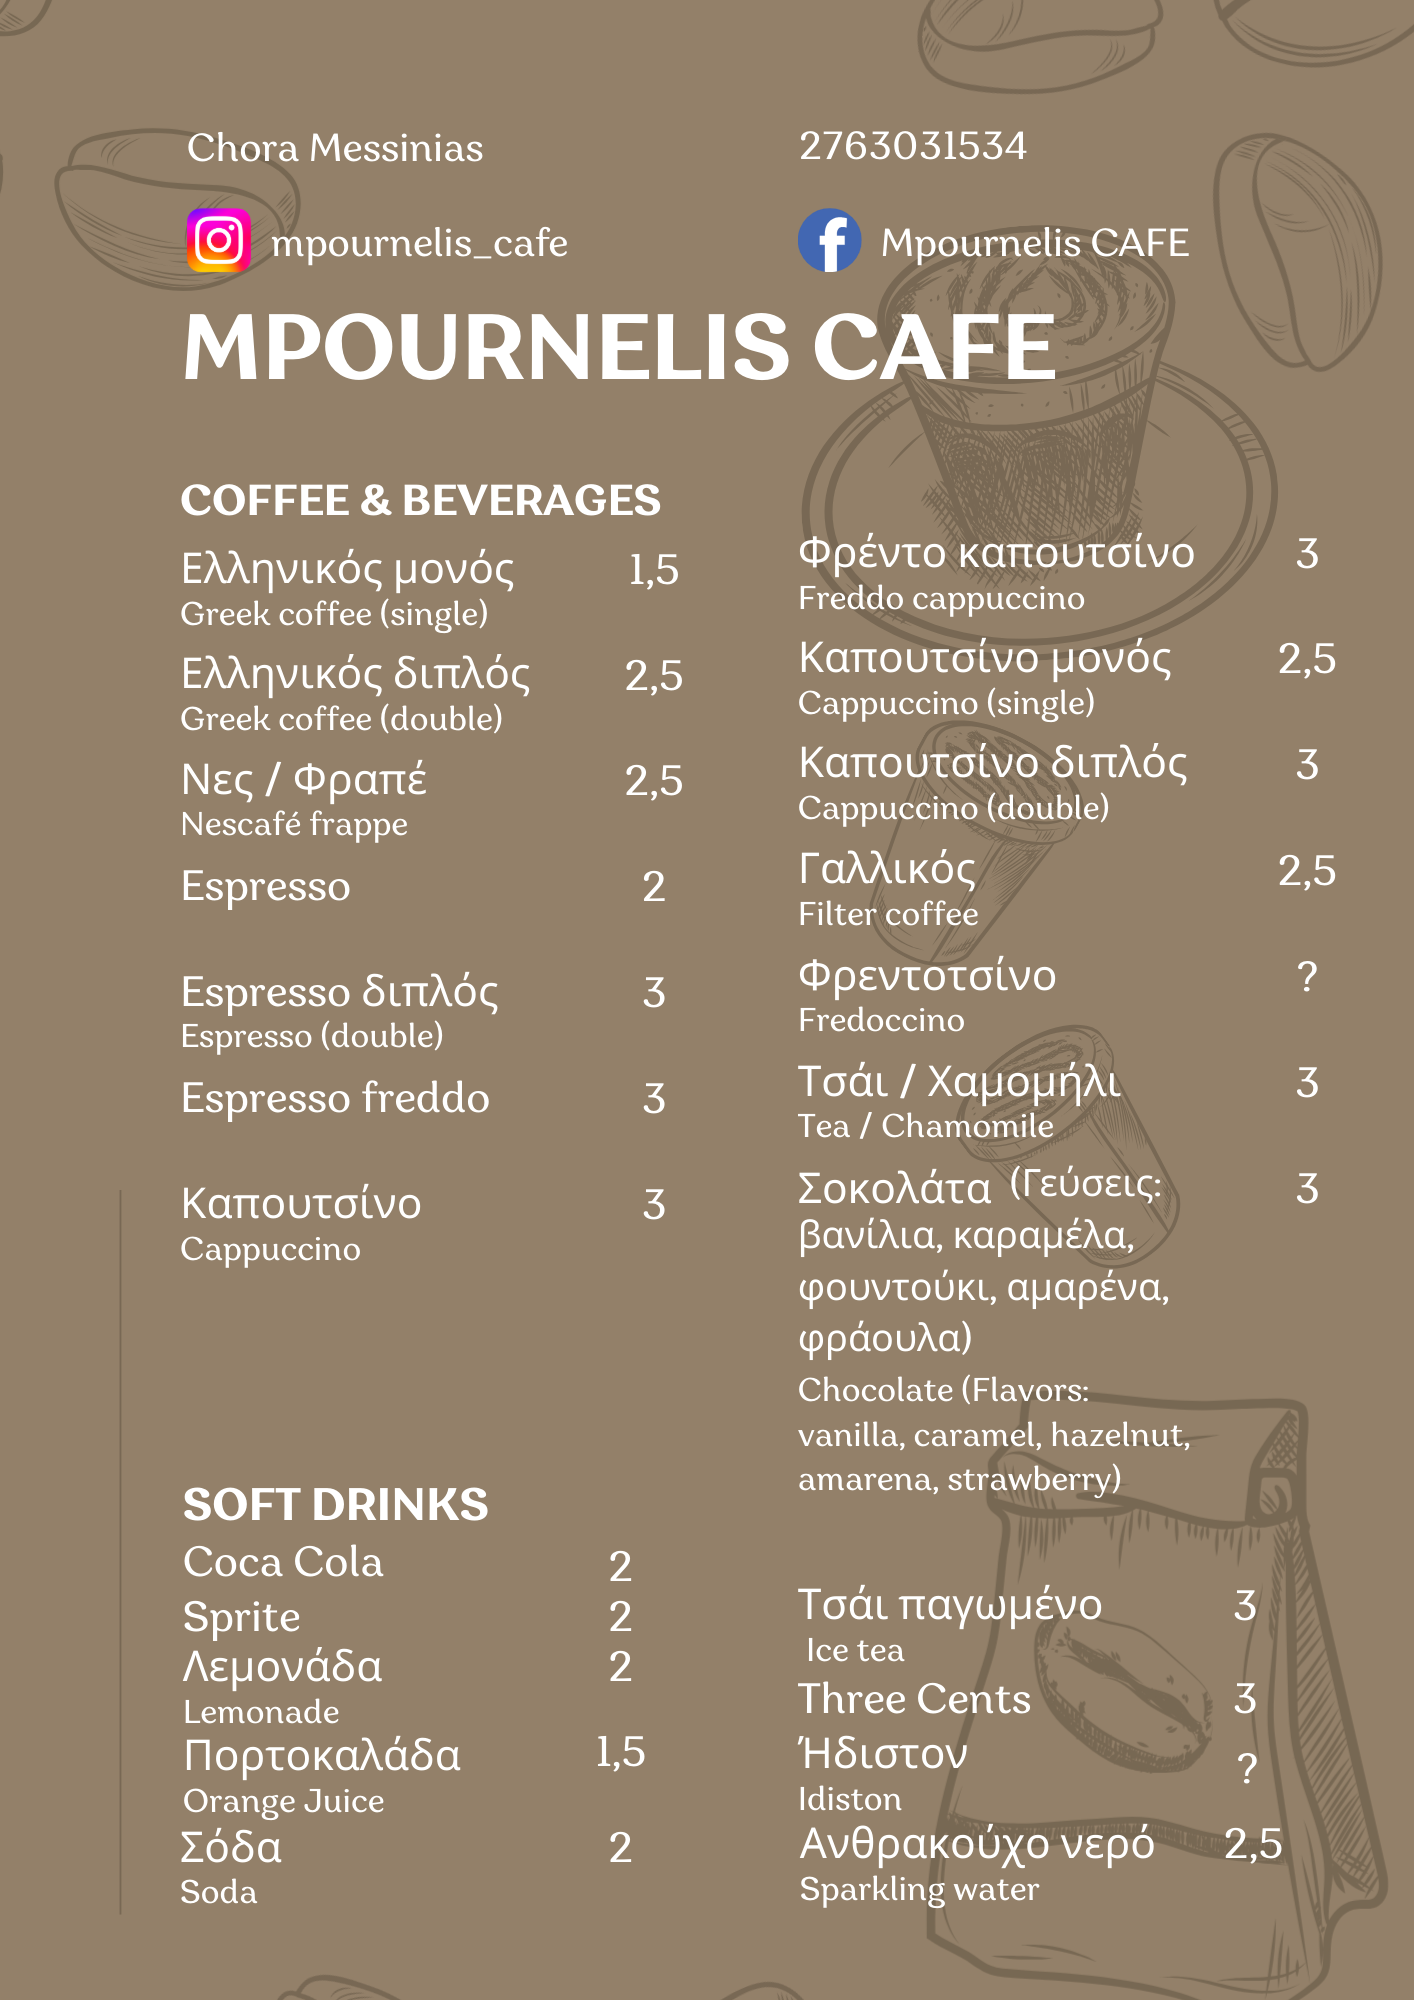 Chora Messinias
2763031534
mpournelis_cafe
Mpournelis CAFE
MPOURNELIS CAFE
COFFEE & BEVERAGES
Ελληνικός μονός 1,5
Greek coffee (single)
Ελληνικός διπλός 2,5
Greek coffee (double)
Νες / Φραπέ 2,5
Nescafé frappe
Espresso 2
Espresso διπλός 3
Espresso (double)
Espresso freddo 3
Καπουτσίνο 3
Cappuccino
Φρέντο καπουτσίνο 3
Freddo cappuccino
Καπουτσίνο μονός 2,5
Cappuccino (single)
Καπουτσίνο διπλός 3
Cappuccino (double)
Γαλλικός 2,5
Filter coffee
Φρεντοτσίνο ?
Fredoccino
Τσάι / Χαμομήλι 3
Tea / Chamomile
Σοκολάτα (Γεύσεις: 3
βανίλια, καραμέλα,
φουντούκι, αμαρένα,
φράουλα)
Chocolate (Flavors:
vanilla, caramel, hazelnut,
amarena, strawberry)
SOFT DRINKS
Coca Cola 2
Sprite 2
Λεμονάδα 2
Lemonade
Πορτοκαλάδα 1,5
Orange Juice
Σόδα 2
Soda
Τσάι παγωμένο 3
Ice tea
Three Cents 3
Ήδιστον ?
Idiston
Ανθρακούχο νερό 2,5
Sparkling water